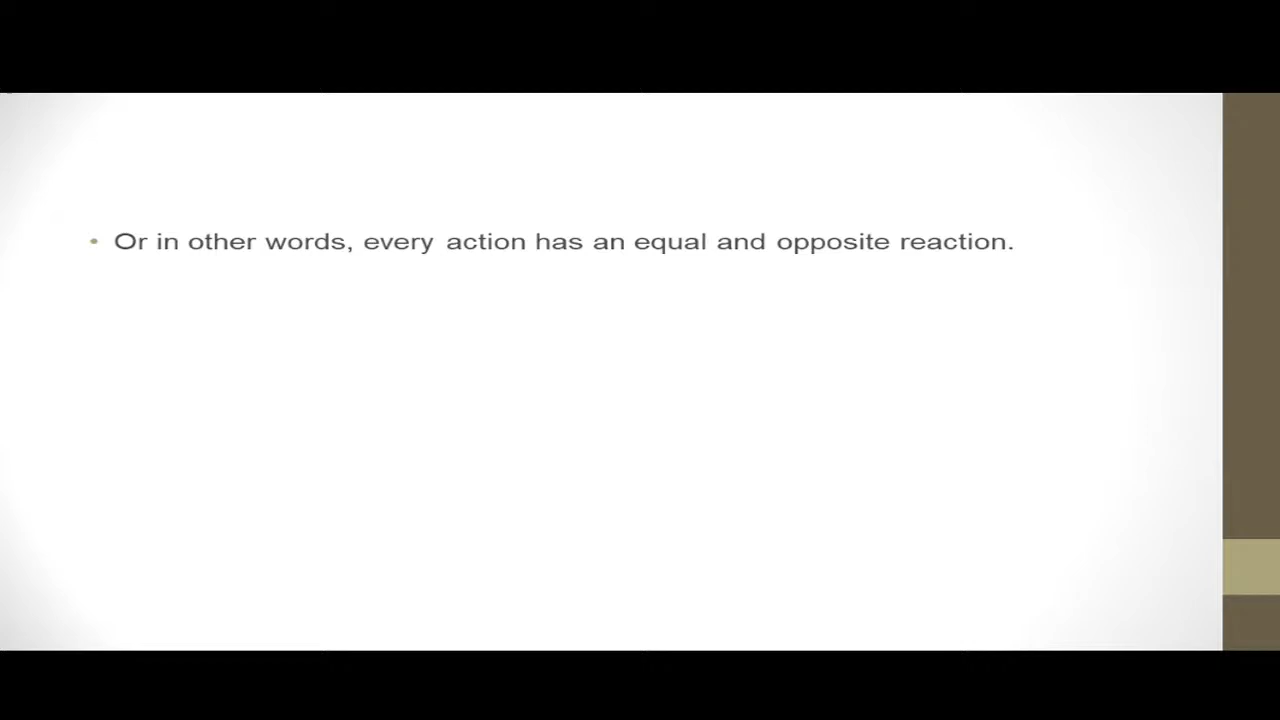 • Or in other words, every action has an equal and opposite reaction.